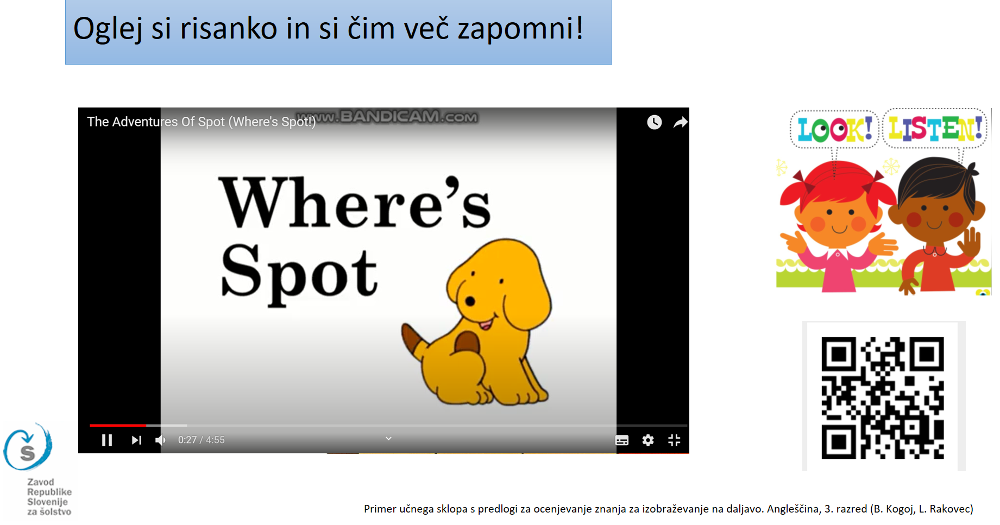 Oglej si risanko in si čim več zapomni!
www.BANDICAM.COM
The Adventures Of Spot (Where's Spot!)
Where's
Spot
0:27 / 4:55
LOOK! LISTEN!
S
Zavod
Republike
Slovenije
za šolstvo
Primer učnega sklopa s predlogi za ocenjevanje znanja za izobraževanje na daljavo. Angleščina, 3. razred (B. Kogoj, L. Rakovec)